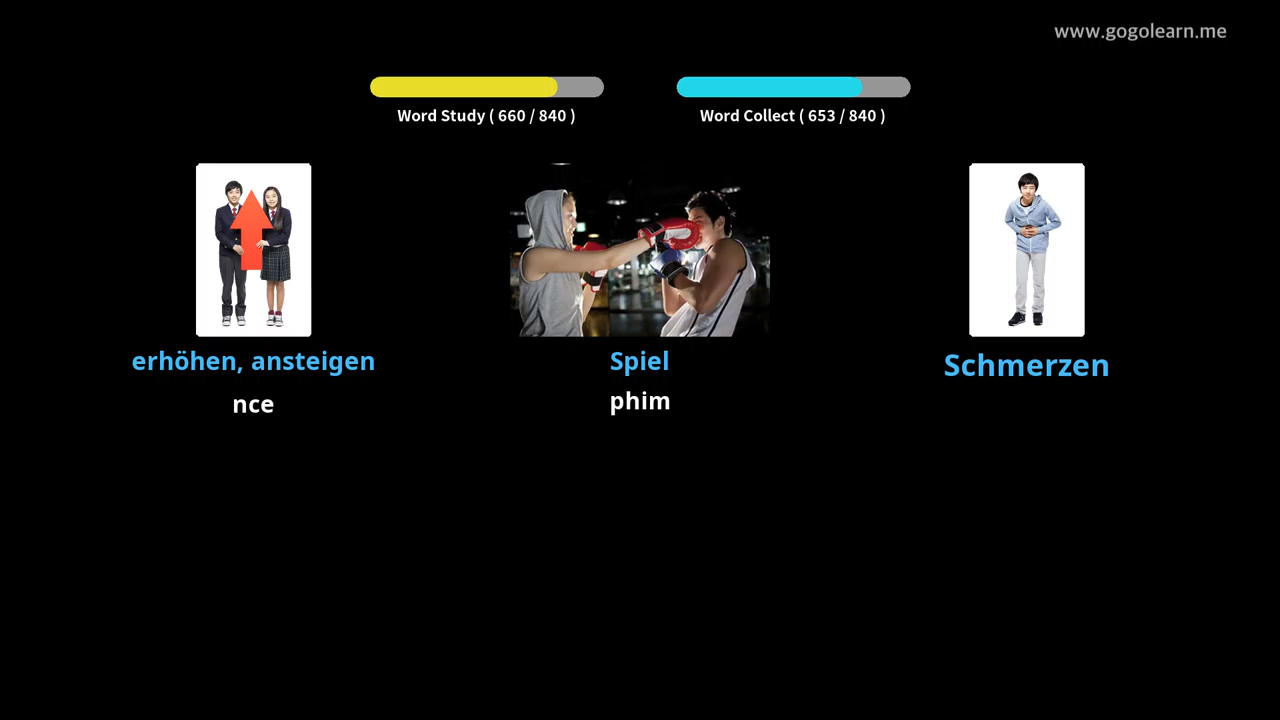 www.gogolearn.me
Word Study ( 660 / 840 )
Word Collect ( 653 / 840 )
erhöhen, ansteigen
nce
Spiel
phim
Schmerzen